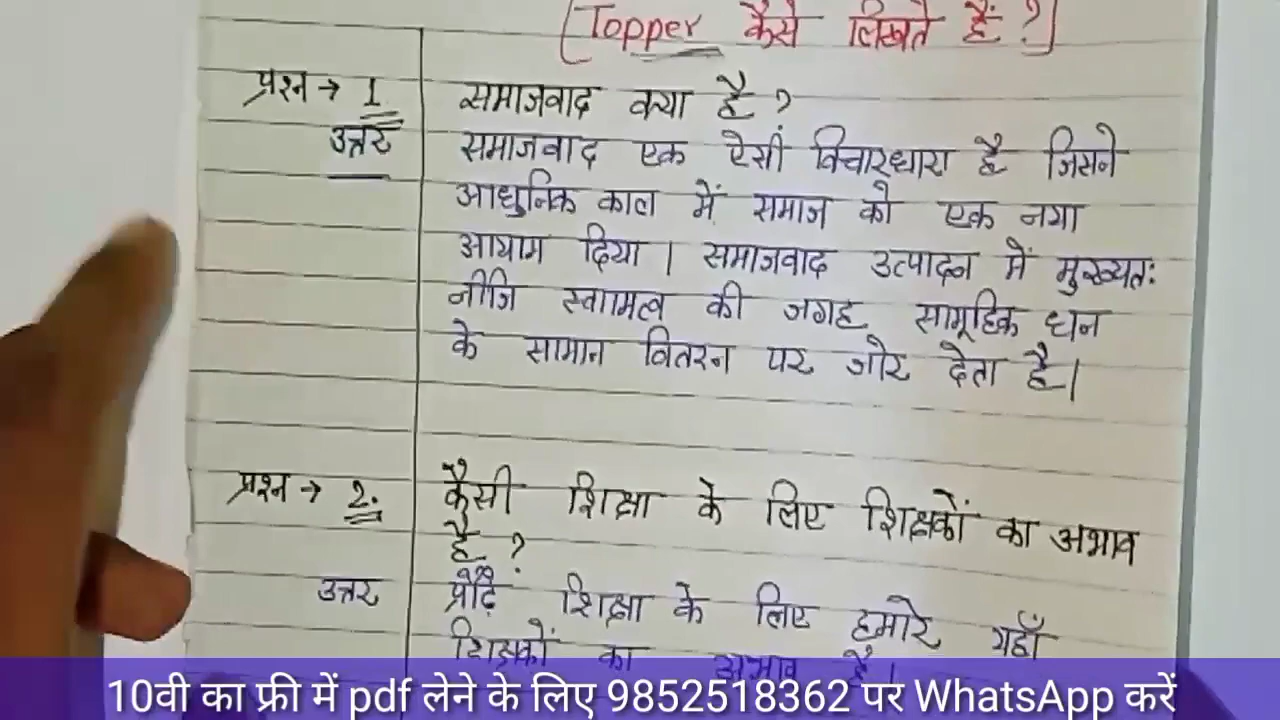 [Topper कैसे लिखते हैं ?]
प्रश्न → 1 समाजवाद क्या है ?
उत्तर समाजवाद एक ऐसी विचारधारा है जिसने
आधुनिक काल में समाज को एक नया
आयाम दिया । समाजवाद उत्पादन में मुख्यतः
नीजि स्वामित्व की जगह सामूहिक धन
के सामान वितरन पर जोर देता है।
प्रश्न → 2. कैसी शिक्षा के लिए शिक्षकों का अभाव
है ?
उत्तर प्रौढ़ शिक्षा के लिए हमारे यहाँ
शिक्षकों का अभाव है ।
10वी का फ्री में pdf लेने के लिए 9852518362 पर WhatsApp करें